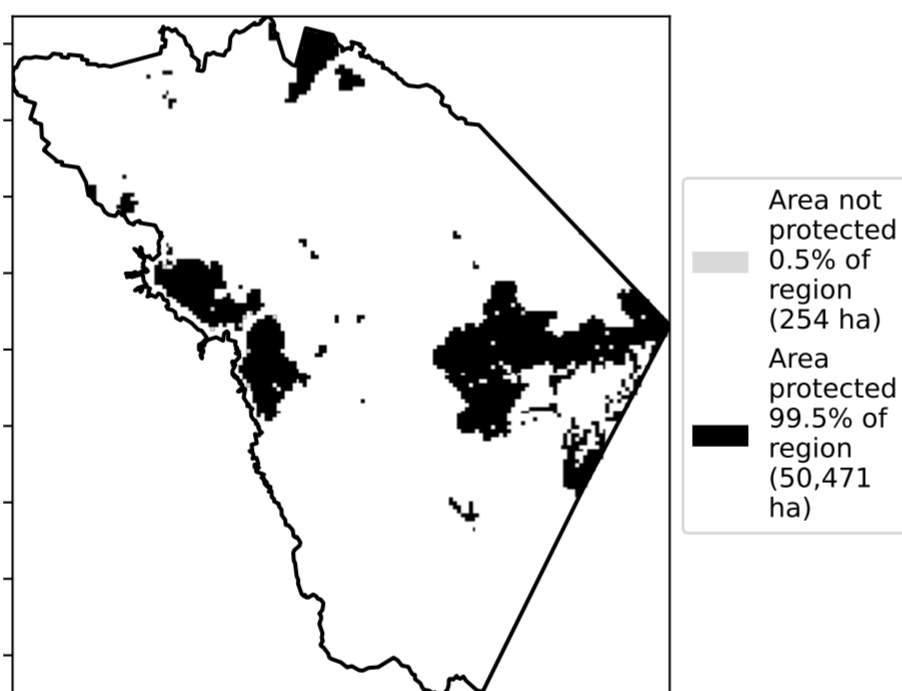 Area not
protected
0.5% of
region
(254 ha)
Area
protected
99.5% of
region
(50,471
ha)